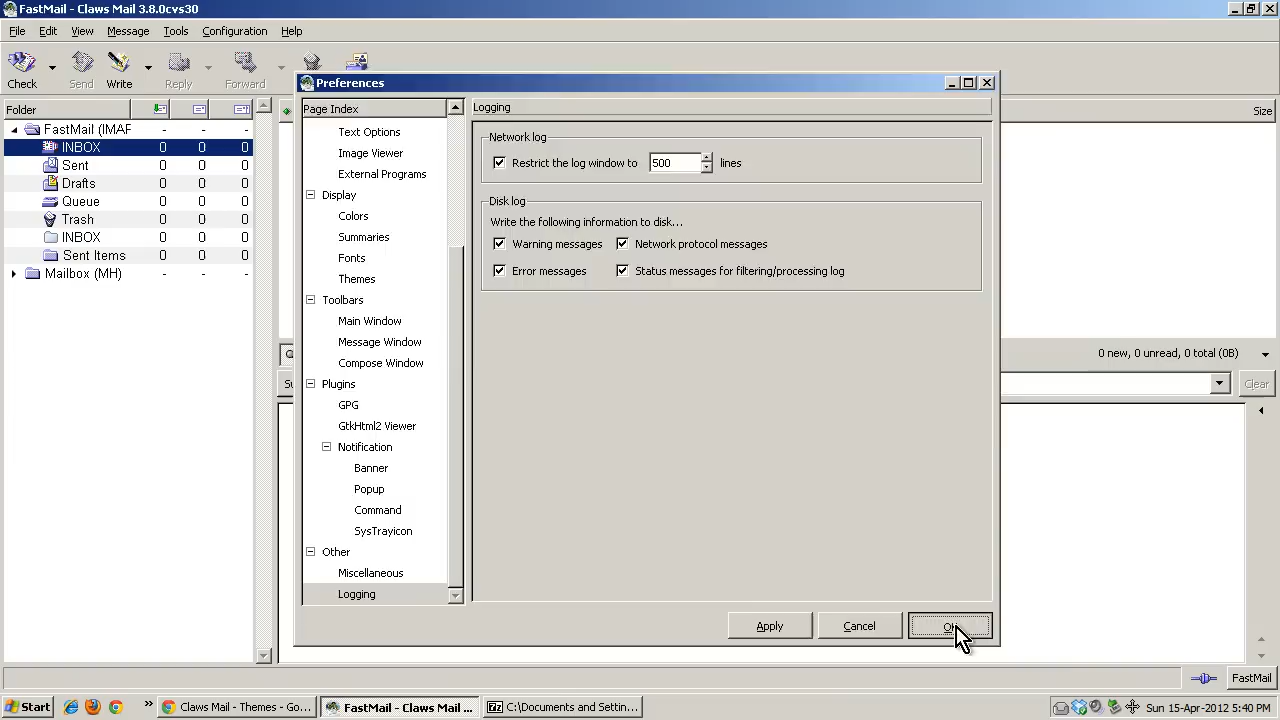 FastMail - Claws Mail 3.8.0cvs30
File Edit View Message Tools Configuration Help
Check Send Write Reply Forward
Preferences
Folder
FastMail (IMAF - - -
INBOX 0 0 0
Sent 0 0 0
Drafts 0 0 0
Queue 0 0 0
Trash 0 0 0
INBOX 0 0 0
Sent Items 0 0 0
Mailbox (MH) - - -
Page Index
Text Options
Image Viewer
External Programs
Display
Colors
Summaries
Fonts
Themes
Toolbars
Main Window
Message Window
Compose Window
Plugins
GPG
GtkHtml2 Viewer
Notification
Banner
Popup
Command
SysTrayicon
Other
Miscellaneous
Logging
Logging
Network log
Restrict the log window to 500 lines
Disk log
Write the following information to disk...
Warning messages Network protocol messages
Error messages Status messages for filtering/processing log
Apply Cancel
Size
0 new, 0 unread, 0 total (0B)
Clear
FastMail
Start Claws Mail - Themes - Go... FastMail - Claws Mail ... C:\Documents and Settin... Sun 15-Apr-2012 5:40 PM